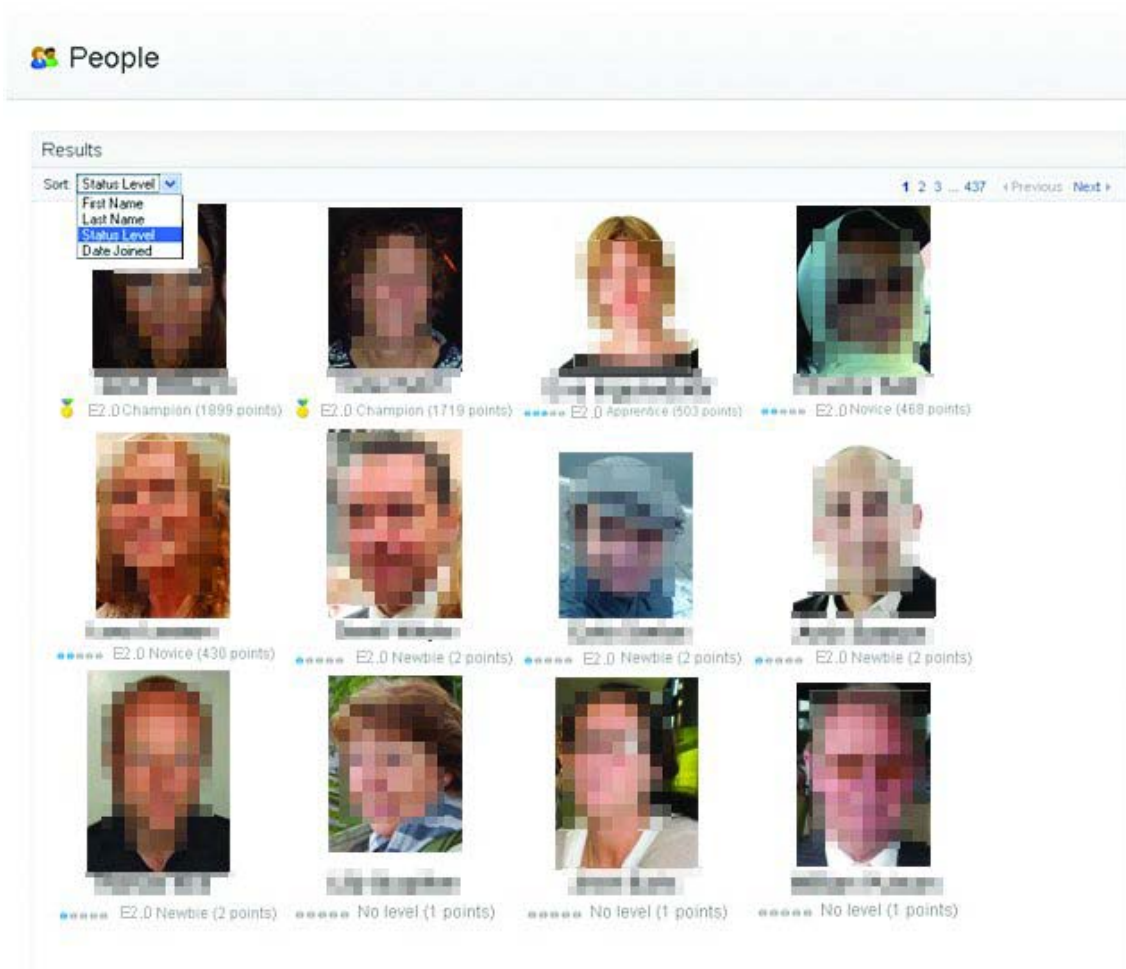 People
Results
Sort: Status Level
1 2 3 ... 437 Previous Next
First Name
Last Name
Status Level
Date Joined
E2.0 Champion (1899 points) E2.0 Champion (1719 points) E2.0 Apprentice (503 points) E2.0 Novice (468 points)
E2.0 Novice (430 points) E2.0 Newbie (2 points) E2.0 Newbie (2 points) E2.0 Newbie (2 points)
E2.0 Newbie (2 points) No level (1 points) No level (1 points) No level (1 points)